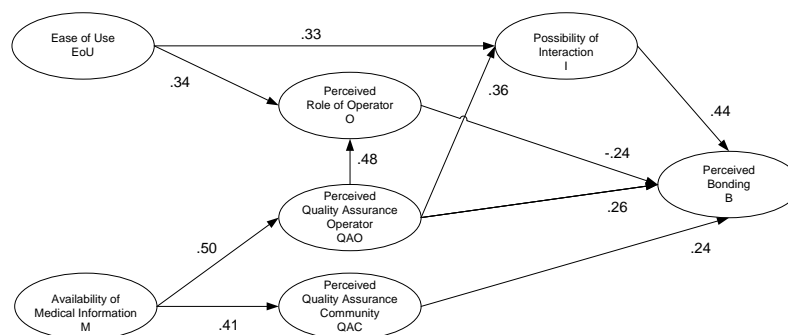 Ease of Use
EoU
.33
Possibility of
Interaction
I
.34
.36
Perceived
Role of Operator
O
.44
-.24
.48
Perceived
Bonding
B
Perceived
Quality Assurance
Operator
QAO
.26
.50
.24
Availability of
Medical Information
M
.41
Perceived
Quality Assurance
Community
QAC